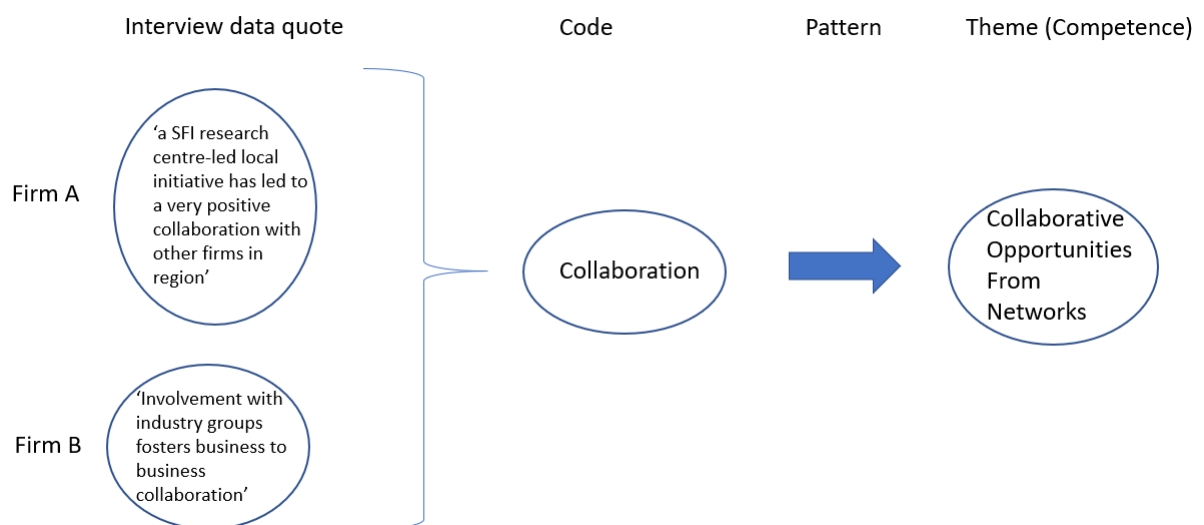 Interview data quote
Code
Pattern
Theme (Competence)
Firm A
‘a SFI research
centre-led local
initiative has led to
a very positive
collaboration with
other firms in
region’
Collaboration
Collaborative
Opportunities
From
Networks
Firm B
‘Involvement with
industry groups
fosters business to
business
collaboration’